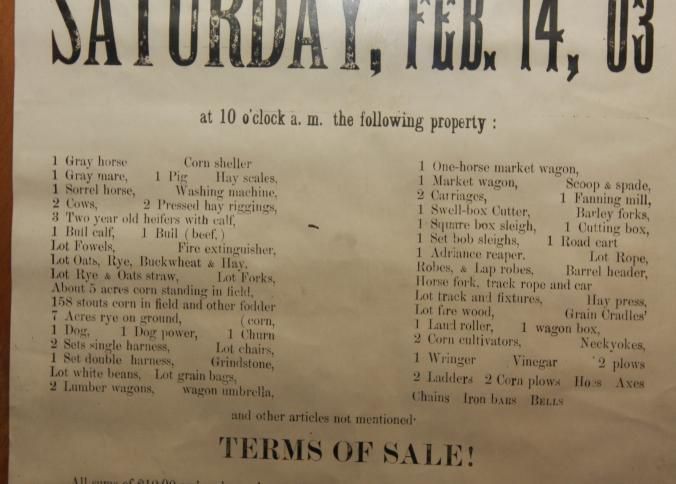 SATURDAY, FEB. 14, 03
at 10 o'clock a. m. the following property :
1 Gray horse Corn sheller
1 Gray mare, 1 Pig Hay scales,
1 Sorrel horse, Washing machine,
2 Cows, 2 Pressed hay riggings,
3 Two year old heifers with calf,
1 Bull calf, 1 Bull (beef,)
Lot Fowels, Fire extinguisher,
Lot Oats, Rye, Buckwheat & Hay,
Lot Rye & Oats straw, Lot Forks,
About 5 acres corn standing in field,
158 stouts corn in field and other fodder
7 Acres rye on ground, (corn,
1 Dog, 1 Dog power, 1 Churn
2 Sets single harness, Lot chairs,
1 Set double harness, Grindstone,
Lot white beans, Lot grain bags,
2 Lumber wagons, wagon umbrella,
1 One-horse market wagon,
1 Market wagon, Scoop & spade,
2 Carriages, 1 Fanning mill,
1 Swell-box Cutter, Barley forks,
1 Square box sleigh, 1 Cutting box,
1 Set bob sleighs, 1 Road cart
1 Adriance reaper. Lot Rope,
Robes, & Lap robes, Barrel header,
Horse fork, track rope and car
Lot track and fixtures, Hay press,
Lot fire wood, Grain Cradles'
1 Land roller, 1 wagon box,
2 Corn cultivators, Neckyokes,
1 Wringer Vinegar 2 plows
2 Ladders 2 Corn plows Hoes Axes
Chains Iron bars Bells
and other articles not mentioned·
TERMS OF SALE!
All sums of $10.00